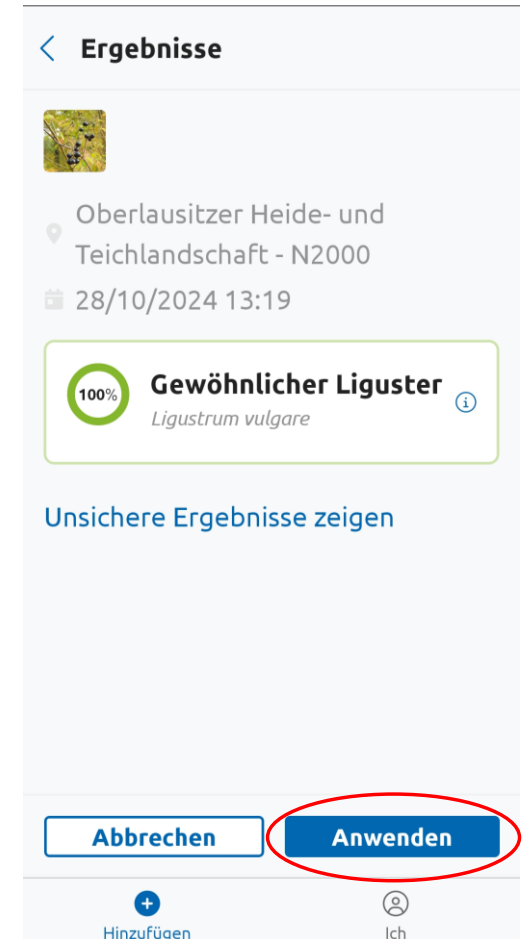 Ergebnisse
Oberlausitzer Heide- und
Teichlandschaft - N2000
28/10/2024 13:19
100%
Gewöhnlicher Liguster
Ligustrum vulgare
Unsichere Ergebnisse zeigen
Abbrechen
Anwenden
Hinzufügen
Ich